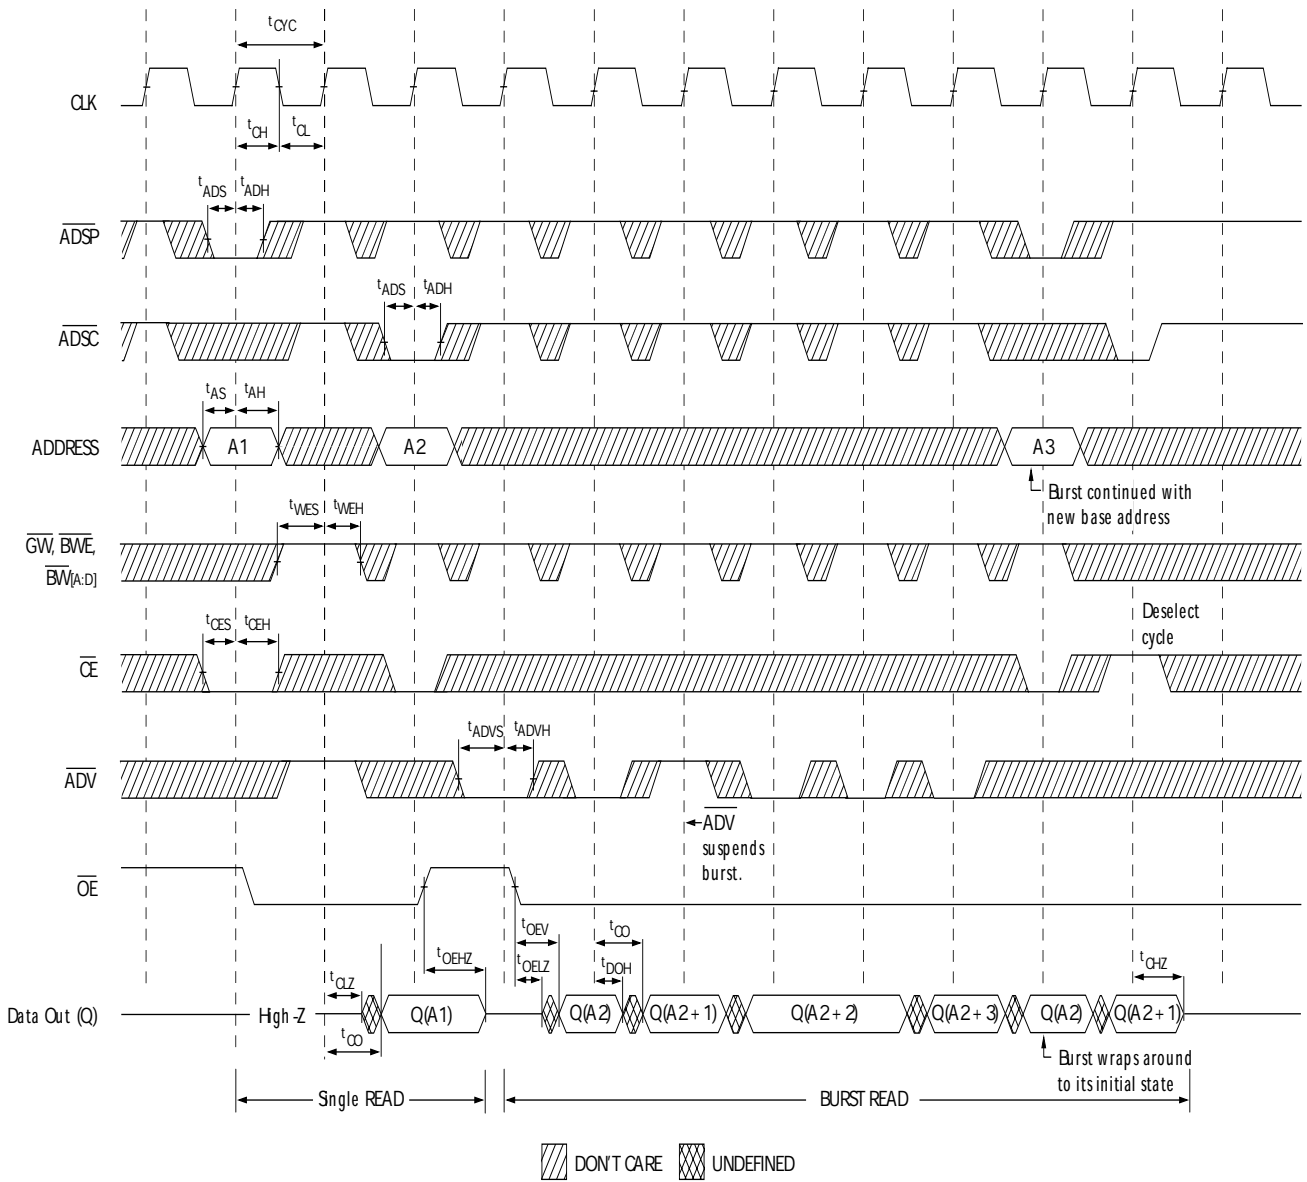 tCYC
CLK
tCH
tCL
tADS
tADH
ADSP
tADS
tADH
ADSC
tAS
tAH
ADDRESS
A1
A2
A3
Burst continued with
new base address
tWES
tWEH
GW, BWE,
BW[A:D]
Deselect
cycle
tCES
tCEH
CE
tADVS
tADVH
ADV
ADV
suspends
burst.
OE
tOEHZ
tOEV
tOELZ
tCO
tDOH
tCHZ
tCLZ
Data Out (Q)
High-Z
Q(A1)
Q(A2)
Q(A2+1)
Q(A2+2)
Q(A2+3)
Q(A2)
Q(A2+1)
tCO
Burst wraps around
to its initial state
Single READ
BURST READ
DON'T CARE
UNDEFINED